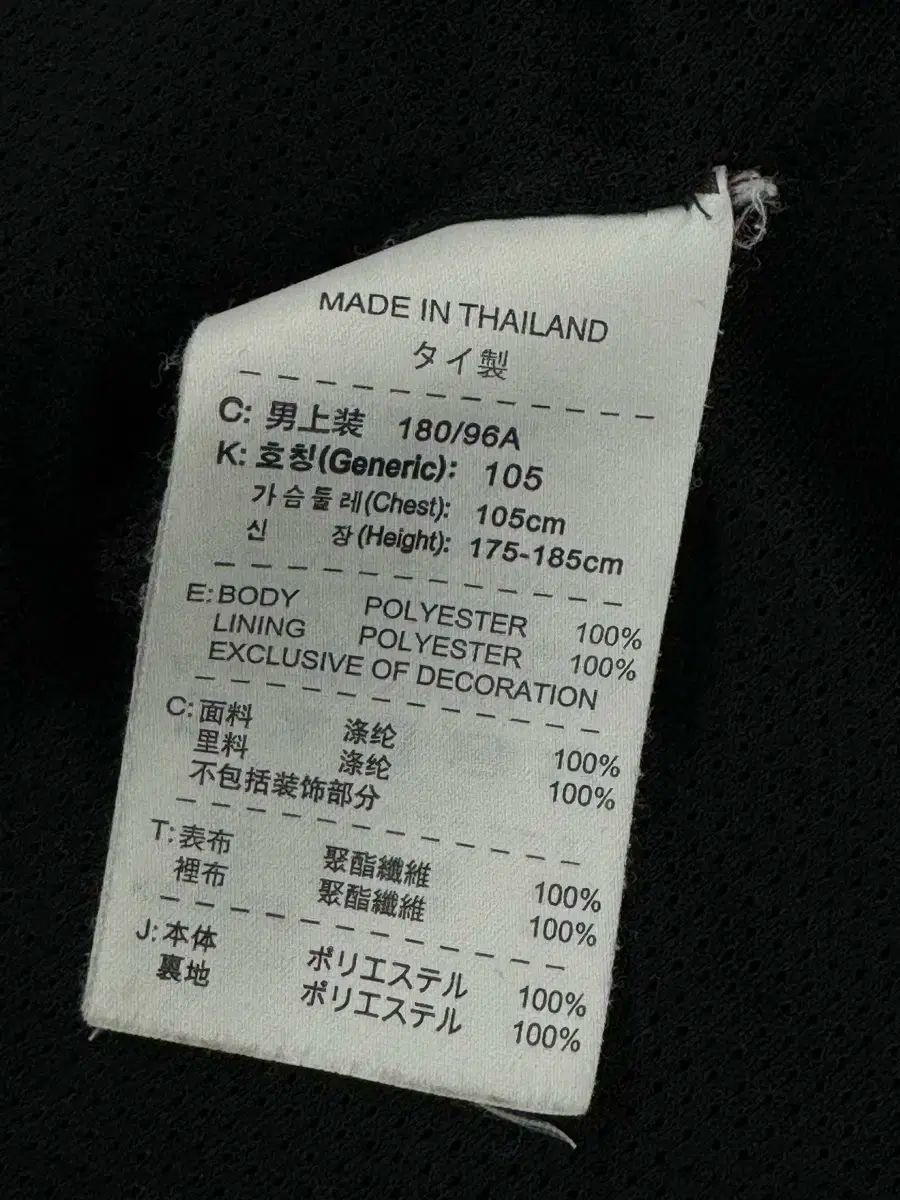 MADE IN THAILAND
タイ製
C: 男上装 180/96A
K: 호칭(Generic): 105
가슴둘레(Chest): 105cm
신 장(Height): 175-185cm
E: BODY POLYESTER 100%
LINING POLYESTER 100%
EXCLUSIVE OF DECORATION
C: 面料 涤纶 100%
里料 涤纶 100%
不包括装饰部分
T: 表布 聚酯纖維 100%
裡布 聚酯纖維 100%
J: 本体 ポリエステル 100%
裏地 ポリエステル 100%